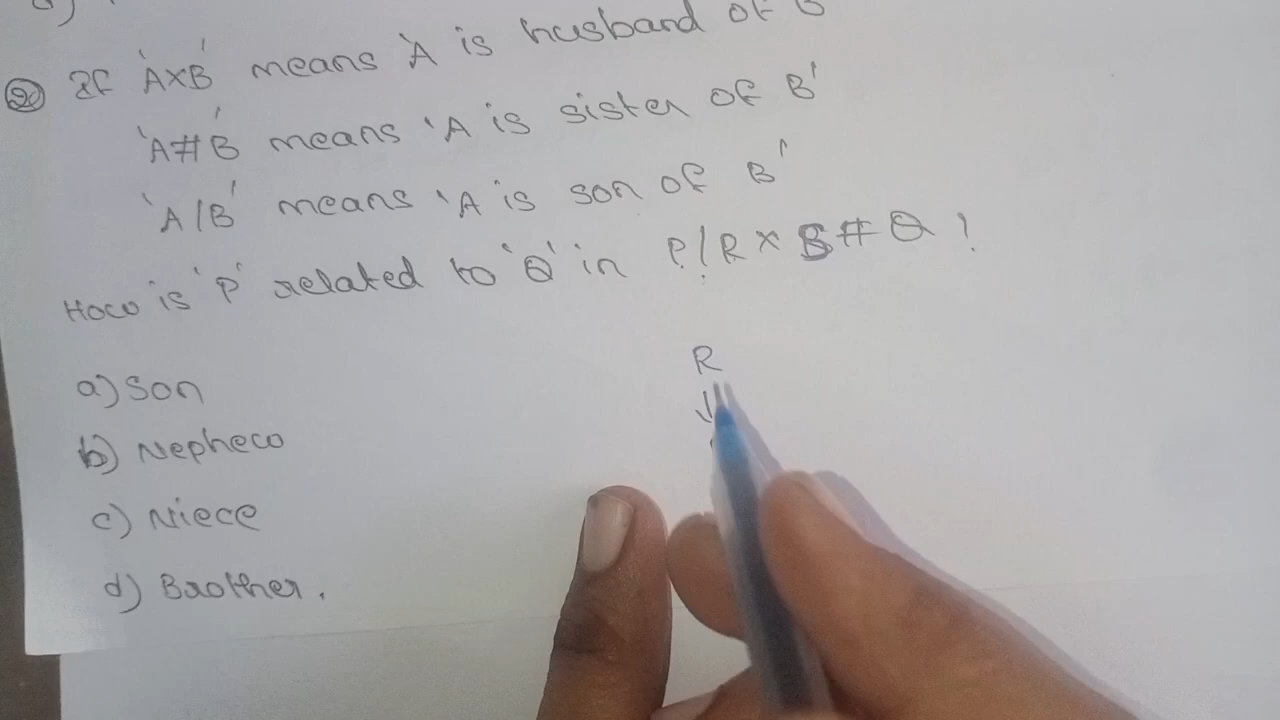 ② If 'A×B' means 'A is husband of B
'A#B' means 'A is sister of B'
'A/B' means 'A is son of B'
How is 'P' related to 'Q' in P/R × S # Q !
a) Son
b) Nephew
c) Niece
d) Brother.
R
↓